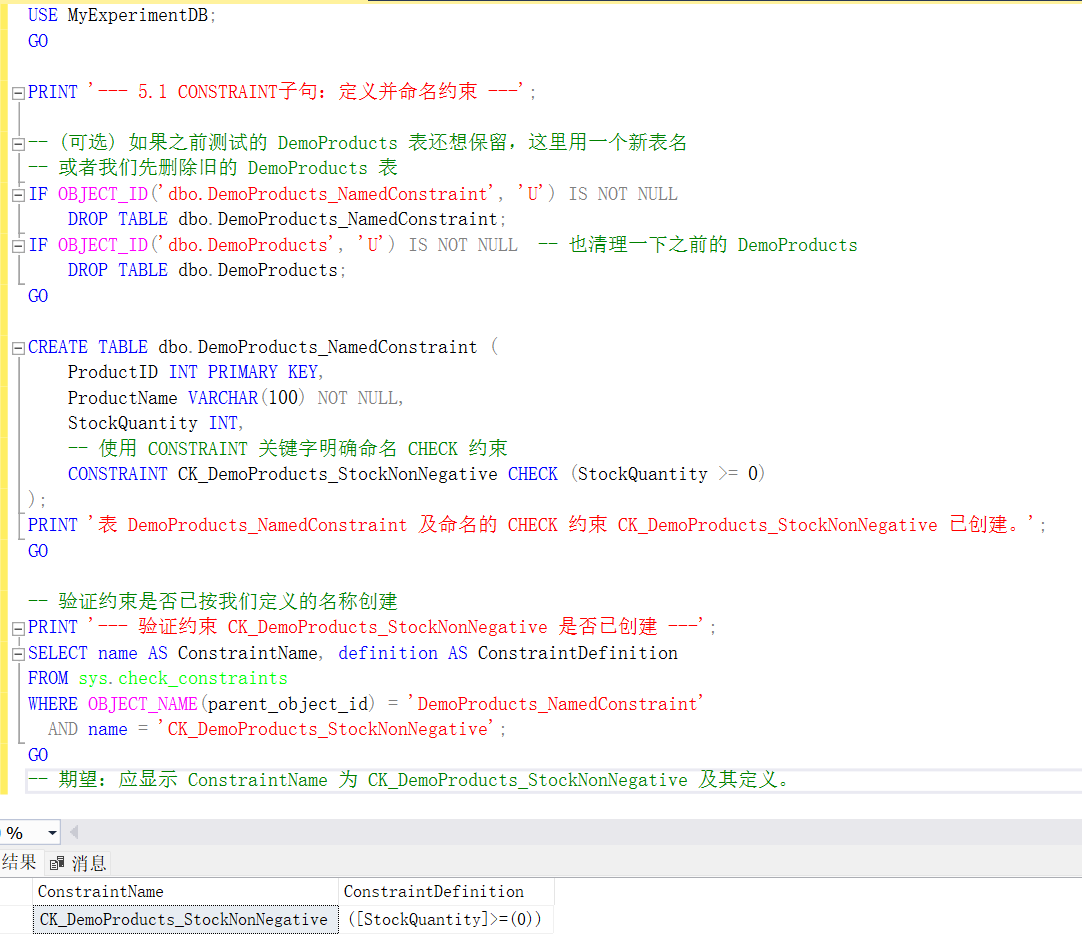 USE MyExperimentDB;
GO
PRINT '--- 5.1 CONSTRAINT子句：定义并命名约束 ---';
-- （可选）如果之前测试的 DemoProducts 表还想保留，这里用一个新表名
-- 或者我们先删除旧的 DemoProducts 表
IF OBJECT_ID('dbo.DemoProducts_NamedConstraint', 'U') IS NOT NULL
    DROP TABLE dbo.DemoProducts_NamedConstraint;
IF OBJECT_ID('dbo.DemoProducts', 'U') IS NOT NULL  -- 也清理一下之前的 DemoProducts
    DROP TABLE dbo.DemoProducts;
GO
CREATE TABLE dbo.DemoProducts_NamedConstraint (
    ProductID INT PRIMARY KEY,
    ProductName VARCHAR(100) NOT NULL,
    StockQuantity INT,
    -- 使用 CONSTRAINT 关键字明确命名 CHECK 约束
    CONSTRAINT CK_DemoProducts_StockNonNegative CHECK (StockQuantity >= 0)
);
PRINT '表 DemoProducts_NamedConstraint 及命名的 CHECK 约束 CK_DemoProducts_StockNonNegative 已创建。';
GO
-- 验证约束是否已按我们定义的名称创建
PRINT '--- 验证约束 CK_DemoProducts_StockNonNegative 是否已创建 ---';
SELECT name AS ConstraintName, definition AS ConstraintDefinition
FROM sys.check_constraints
WHERE OBJECT_NAME(parent_object_id) = 'DemoProducts_NamedConstraint'
  AND name = 'CK_DemoProducts_StockNonNegative';
GO
-- 期望：应显示 ConstraintName 为 CK_DemoProducts_StockNonNegative 及其定义。
%
结果 消息
ConstraintName ConstraintDefinition
CK_DemoProducts_StockNonNegative ([StockQuantity]>=(0))